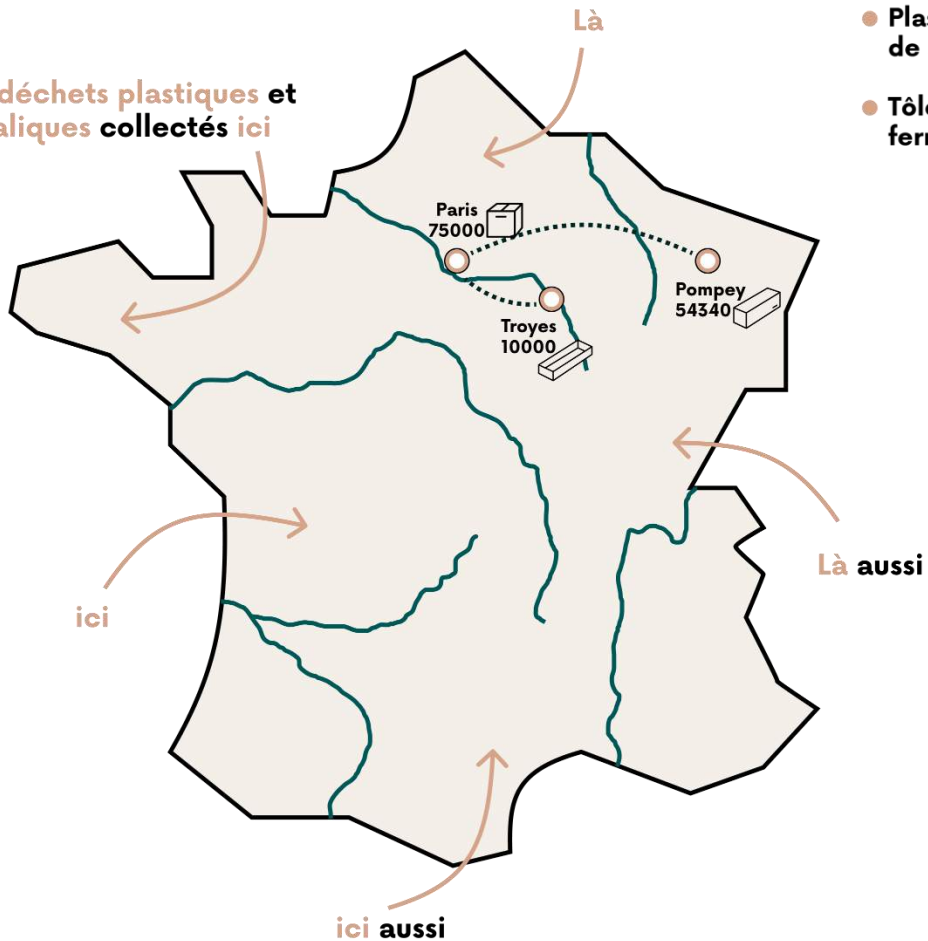 Là
déchets plastiques et
collectés ici
de
Paris
75000
Pompey
54340
Troyes
10000
Là aussi
ici
ici aussi